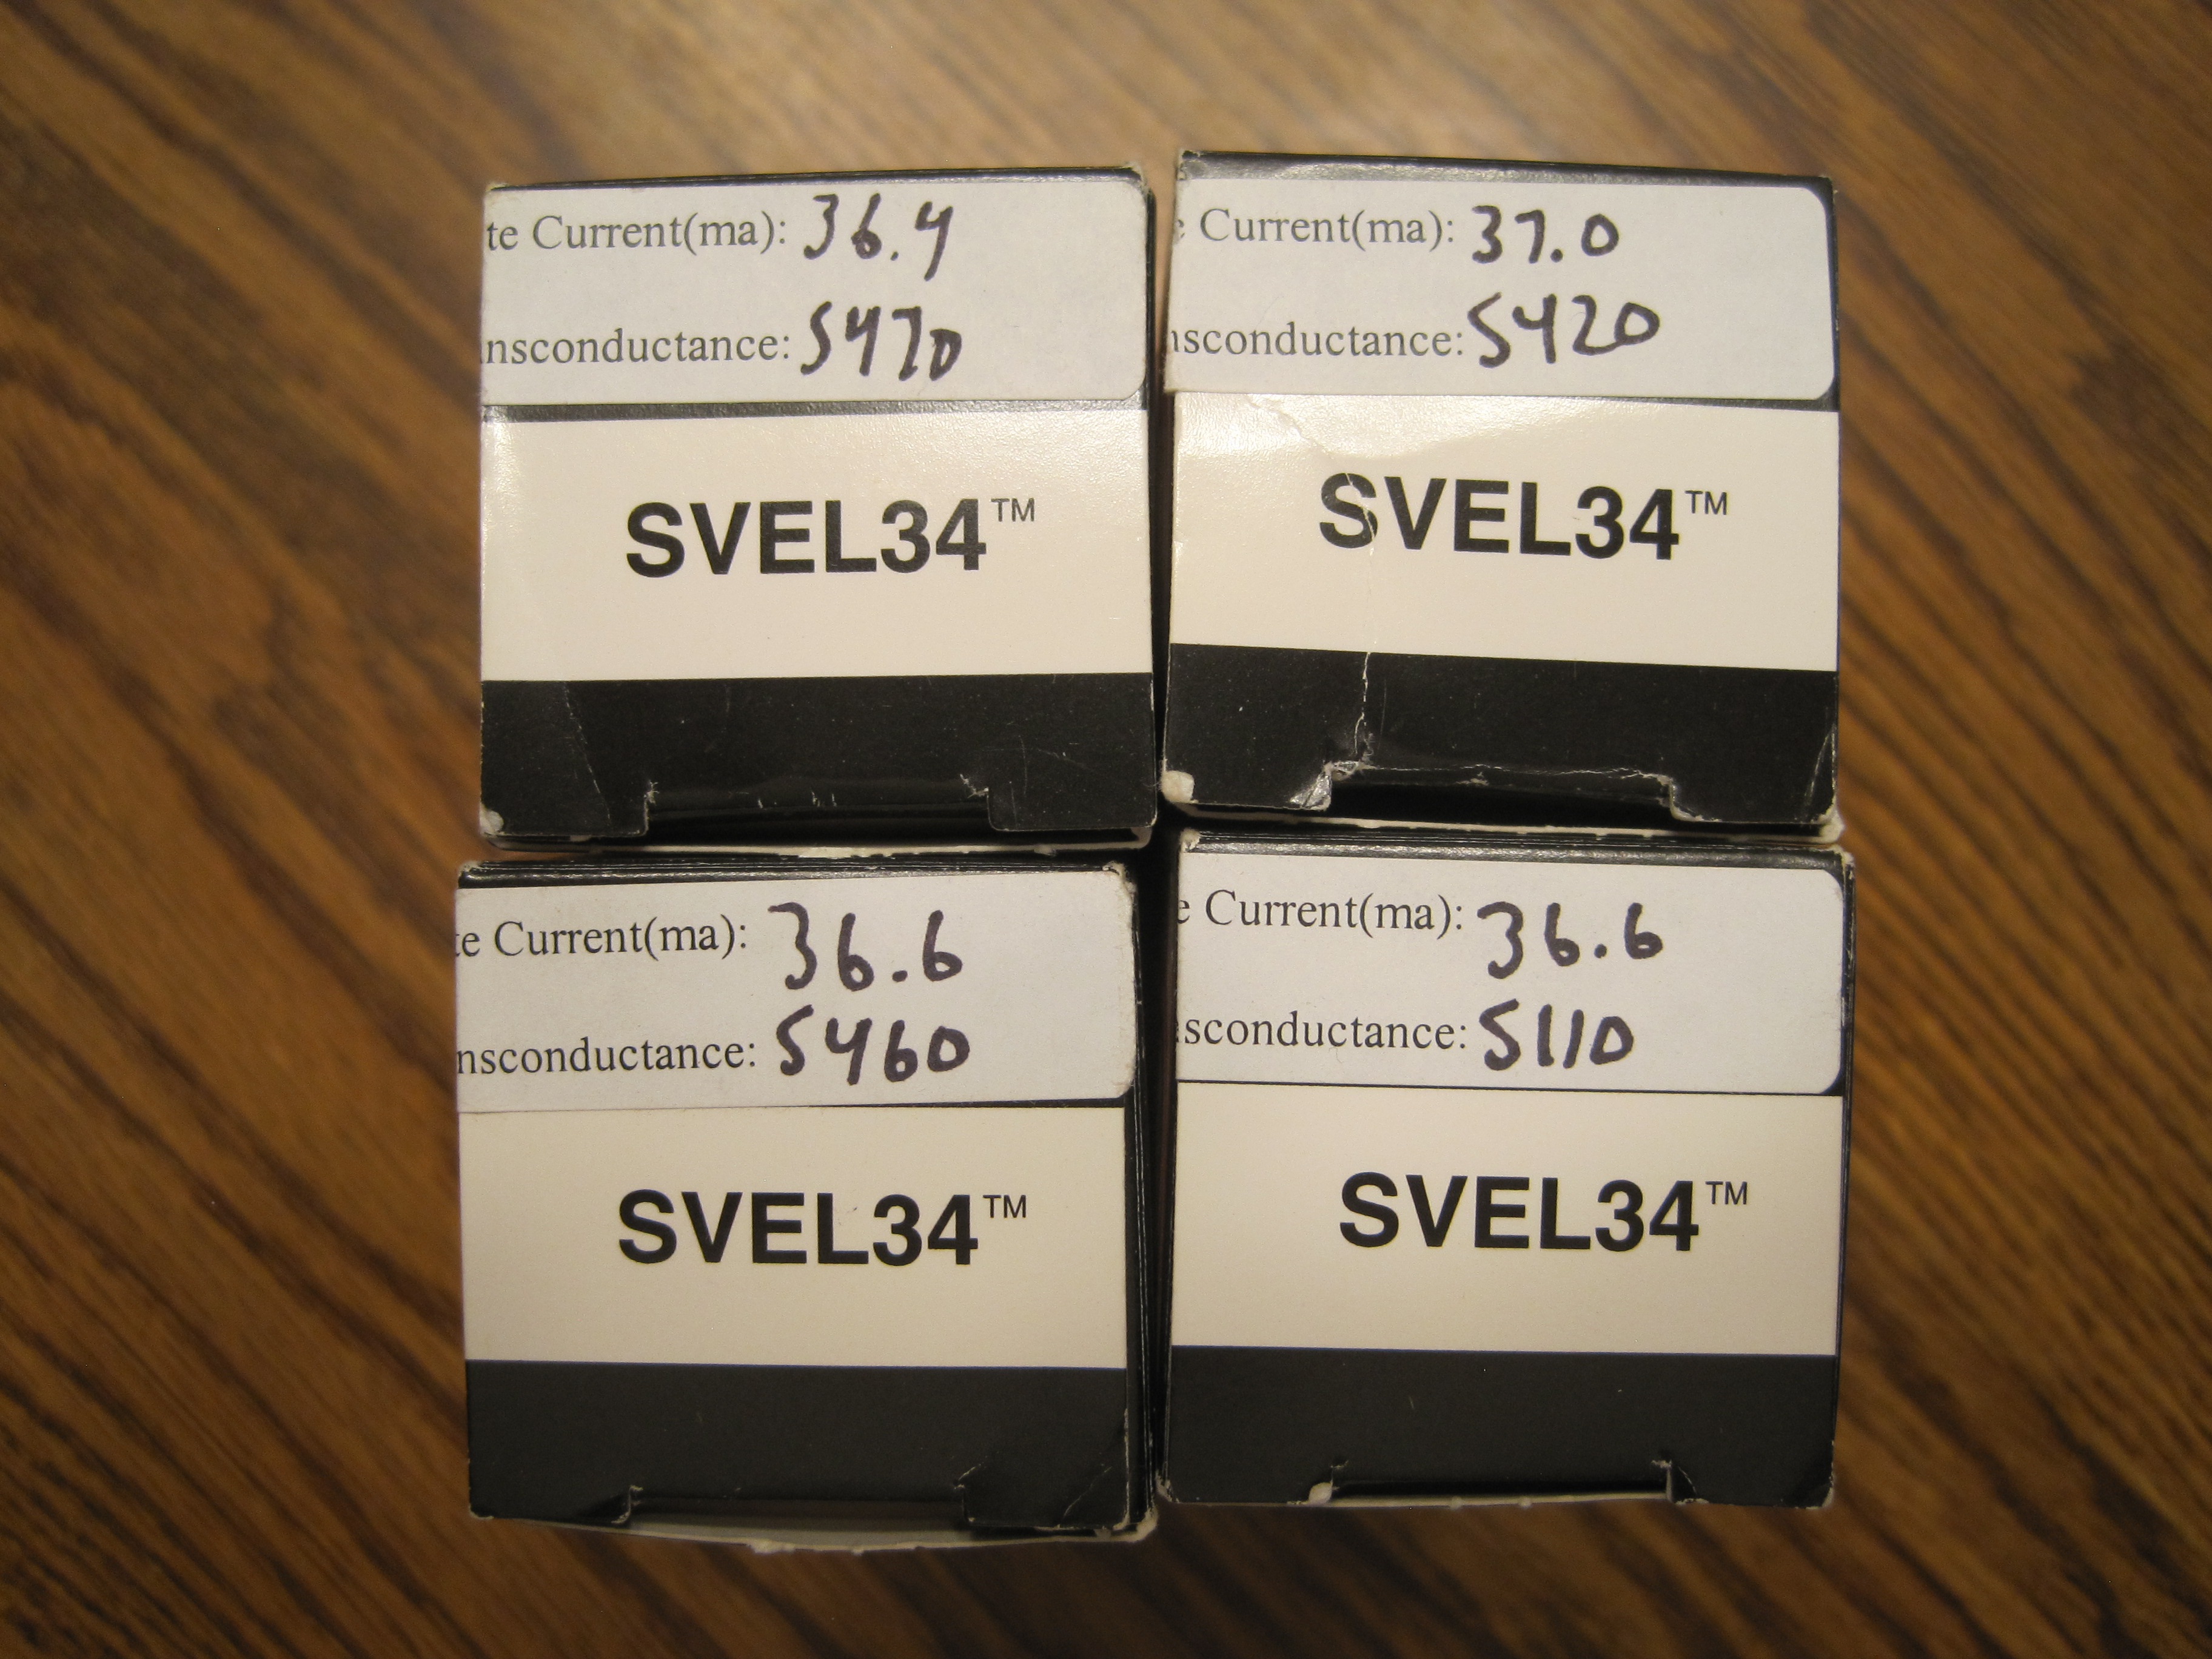 te Current(ma): 36.4
nsconductance: 5470
SVEL34™
e Current(ma): 37.0
nsconductance: 5420
SVEL34™
te Current(ma): 36.6
nsconductance: 5460
SVEL34™
e Current(ma): 36.6
sconductance: 5110
SVEL34™